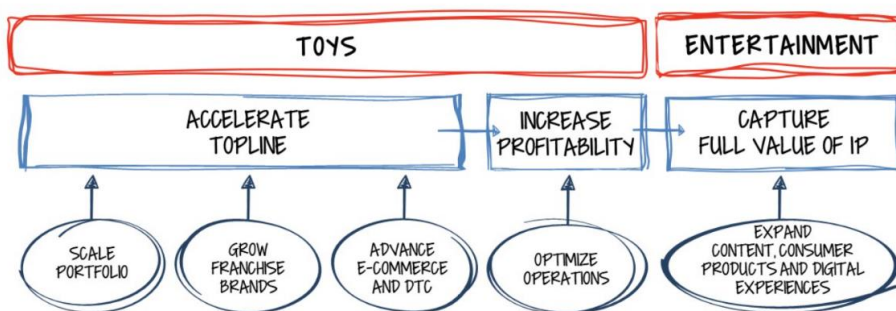 TOYS
ENTERTAINMENT
ACCELERATE
TOPLINE
INCREASE
PROFITABILITY
CAPTURE
FULL VALUE OF IP
SCALE
PORTFOLIO
GROW
FRANCHISE
BRANDS
ADVANCE
E-COMMERCE
AND DTC
OPTIMIZE
OPERATIONS
EXPAND
CONTENT, CONSUMER
PRODUCTS AND DIGITAL
EXPERIENCES